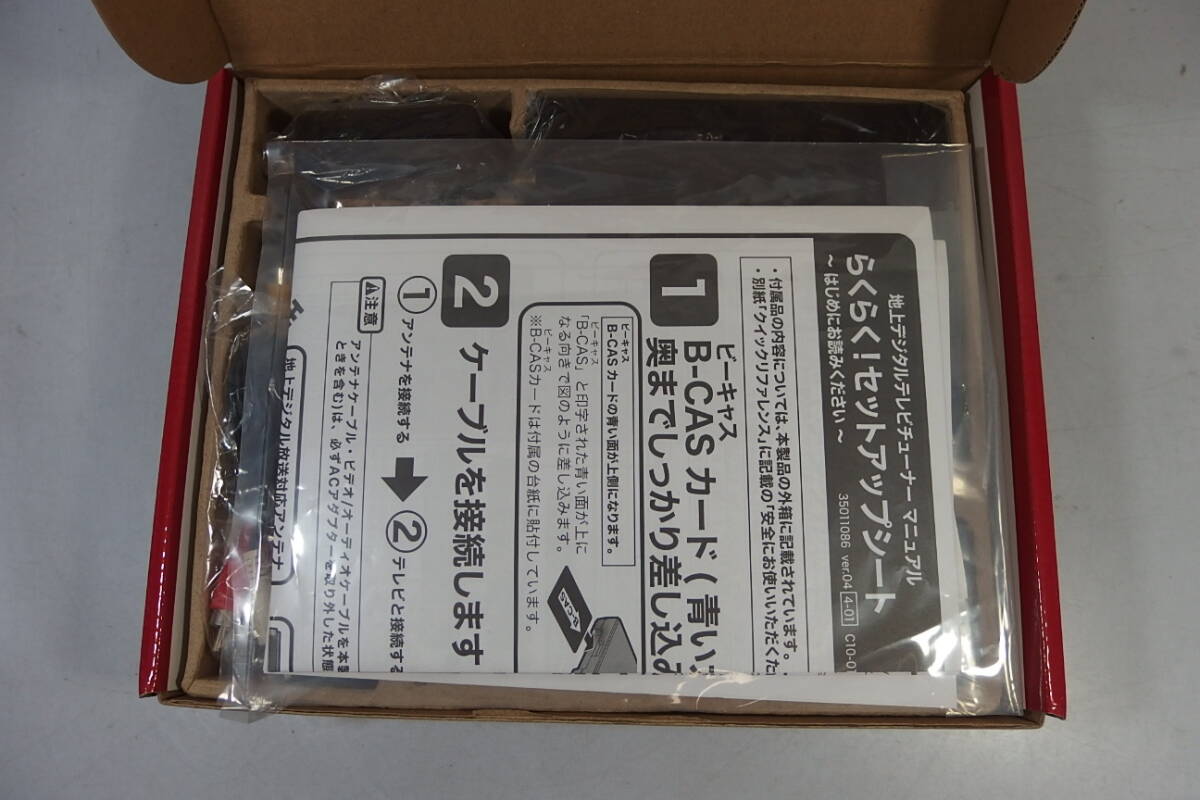 地上デジタルテレビチューナー マニュアル
らくらく!セットアップシート
~はじめにお読みください~
35011086 ver.04 4-01 C10-0
・付属品の内容については、本製品の外箱に記載されています。
・別紙「クイックリファレンス」に記載の「安全にお使いいただくた
1
ビーキャス
B-CASカード(青い
奥までしっかり差し込み
ビーキャス
B-CASカードの青い面が上側になります。
ビーキャス
「B-CAS」と印字された青い面が上に
なる向きで図のように差し込みます。
ビーキャス
※B-CASカードは付属の台紙に貼付しています。
B-CAS
2
ケーブルを接続します
①アンテナを接続する
②テレビと接続する
注意
アンテナケーブル・ビデオ/オーディオケーブルを本
ときを含む)は、必ずACアダプターを取り外した状態
地上デジタル放送対応アンテナ